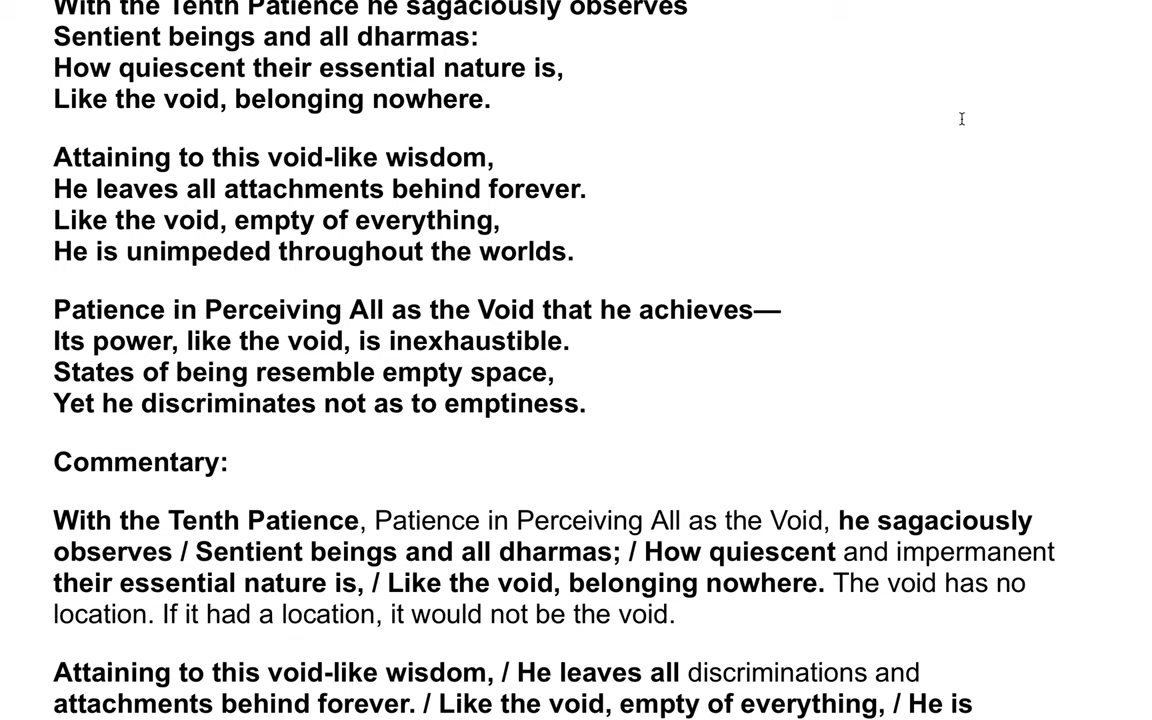 With the Tenth Patience he sagaciously observes
Sentient beings and all dharmas:
How quiescent their essential nature is,
Like the void, belonging nowhere.
Attaining to this void-like wisdom,
He leaves all attachments behind forever.
Like the void, empty of everything,
He is unimpeded throughout the worlds.
Patience in Perceiving All as the Void that he achieves—
Its power, like the void, is inexhaustible.
States of being resemble empty space,
Yet he discriminates not as to emptiness.
Commentary:
With the Tenth Patience, Patience in Perceiving All as the Void, he sagaciously
observes / Sentient beings and all dharmas; / How quiescent and impermanent
their essential nature is, / Like the void, belonging nowhere. The void has no
location. If it had a location, it would not be the void.
Attaining to this void-like wisdom, / He leaves all discriminations and
attachments behind forever. / Like the void, empty of everything, / He is